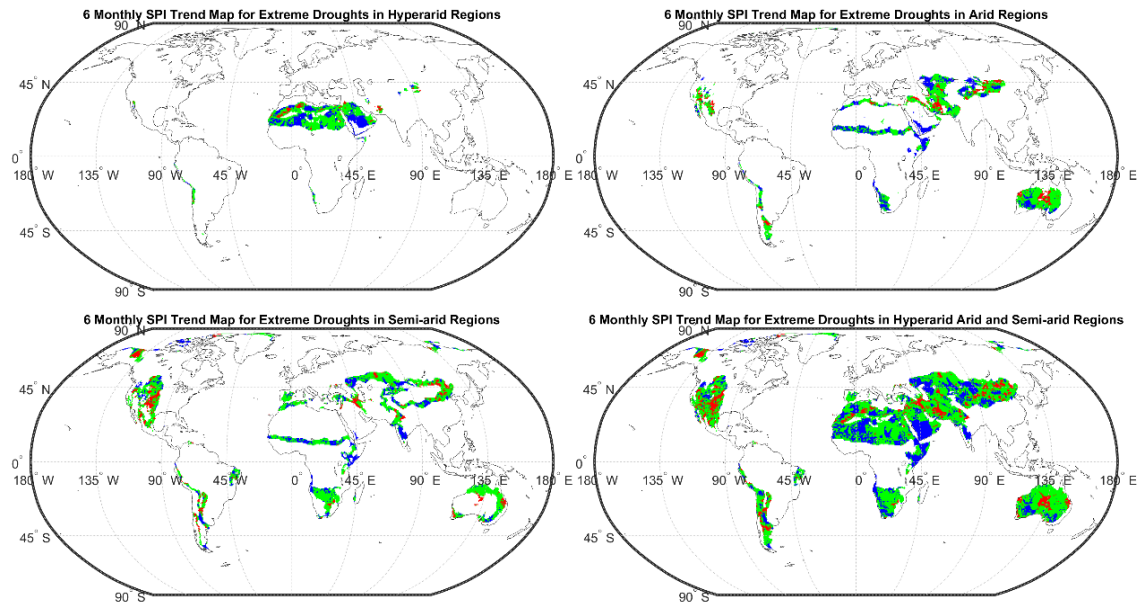 6 Monthly SPI Trend Map for Extreme Droughts in Hyperarid Regions
90° N
45° N
0°
180° W 135° W 90° W 45° W 0° 45° E 90° E 135° E 180° E
45° S
90° S
6 Monthly SPI Trend Map for Extreme Droughts in Arid Regions
90° N
45° N
0°
180° W 135° W 90° W 45° W 0° 45° E 90° E 135° E 180° E
45° S
90° S
6 Monthly SPI Trend Map for Extreme Droughts in Semi-arid Regions
90° N
45° N
0°
180° W 135° W 90° W 45° W 0° 45° E 90° E 135° E 180° E
45° S
90° S
6 Monthly SPI Trend Map for Extreme Droughts in Hyperarid Arid and Semi-arid Regions
90° N
45° N
0°
180° W 135° W 90° W 45° W 0° 45° E 90° E 135° E 180° E
45° S
90° S